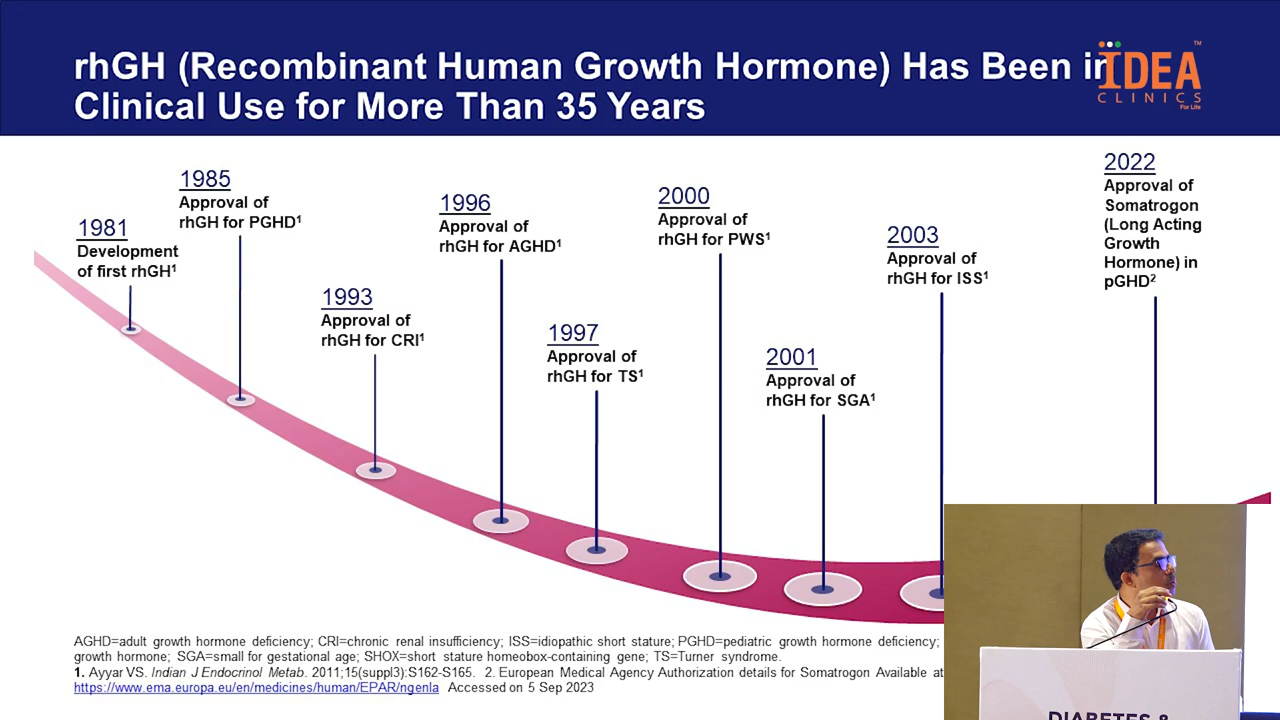 rhGH (Recombinant Human Growth Hormone) Has Been in
Clinical Use for More Than 35 Years
IDEA
TM
CLINICS
For Life
1981
Development
of first rhGH1
1985
Approval of
rhGH for PGHD1
1993
Approval of
rhGH for CRI1
1996
Approval of
rhGH for AGHD1
1997
Approval of
rhGH for TS1
2000
Approval of
rhGH for PWS1
2001
Approval of
rhGH for SGA1
2003
Approval of
rhGH for ISS1
2022
Approval of
Somatrogon
(Long Acting
Growth
Hormone) in
pGHD2
AGHD=adult growth hormone deficiency; CRI=chronic renal insufficiency; ISS=idiopathic short stature; PGHD=pediatric growth hormone deficiency;
growth hormone; SGA=small for gestational age; SHOX=short stature homeobox-containing gene; TS=Turner syndrome.
1. Ayyar VS. Indian J Endocrinol Metab. 2011;15(suppl3):S162-S165. 2. European Medical Agency Authorization details for Somatrogon Available at
https://www.ema.europa.eu/en/medicines/human/EPAR/ngenla Accessed on 5 Sep 2023
DIABETES &